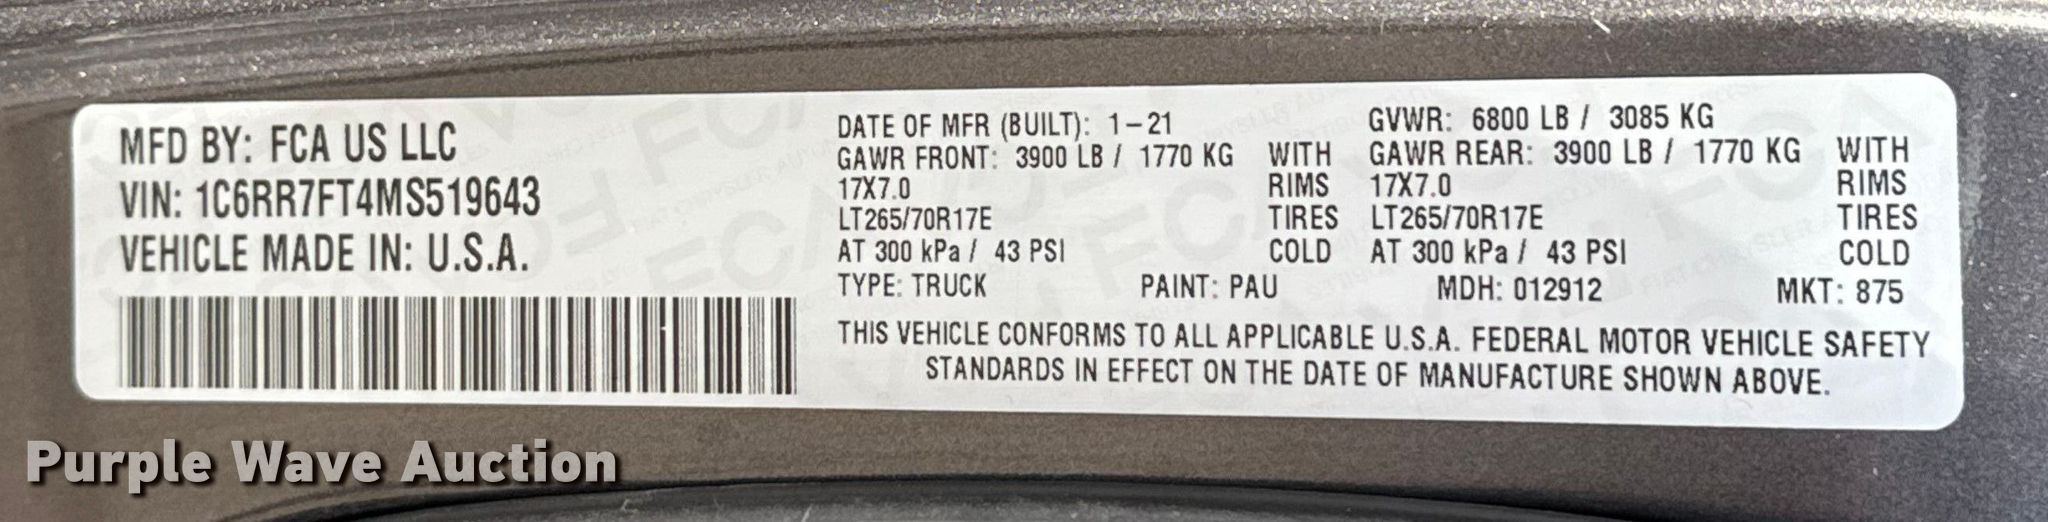 MFD BY: FCA US LLC
VIN: 1C6RR7FT4MS519643
VEHICLE MADE IN: U.S.A.
DATE OF MFR (BUILT): 1-21 GVWR: 6800 LB / 3085 KG
GAWR FRONT: 3900 LB / 1770 KG WITH GAWR REAR: 3900 LB / 1770 KG WITH
17X7.0 RIMS 17X7.0 RIMS
LT265/70R17E TIRES LT265/70R17E TIRES
AT 300 kPa / 43 PSI COLD AT 300 kPa / 43 PSI COLD
TYPE: TRUCK PAINT: PAU MDH: 012912 MKT: 875
THIS VEHICLE CONFORMS TO ALL APPLICABLE U.S.A. FEDERAL MOTOR VEHICLE SAFETY
STANDARDS IN EFFECT ON THE DATE OF MANUFACTURE SHOWN ABOVE.
Purple Wave Auction